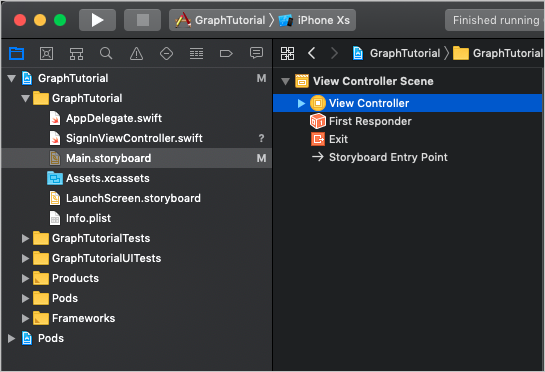 GraphTutorial iPhone Xs Finished running
GraphTutorial GraphTutorial
GraphTutorial M
GraphTutorial
AppDelegate.swift
SignInViewController.swift ?
Main.storyboard M
Assets.xcassets
LaunchScreen.storyboard
Info.plist
GraphTutorialTests
GraphTutorialUITests
Products
Pods
Frameworks
Pods
View Controller Scene
View Controller
First Responder
Exit
Storyboard Entry Point